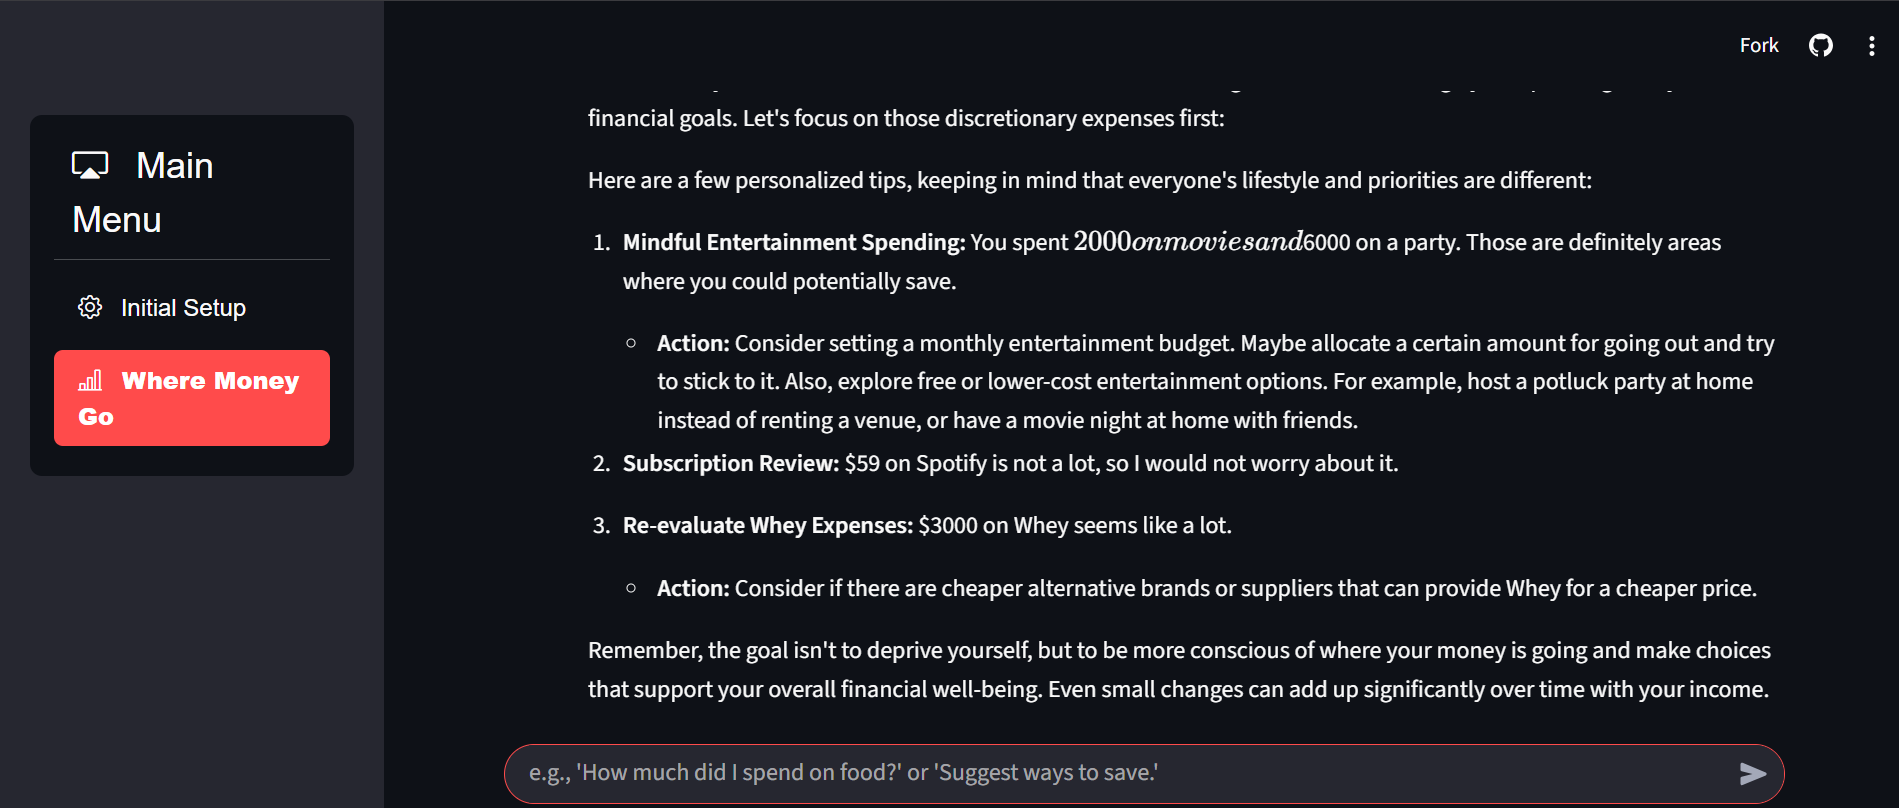 Fork
Main
Menu
Initial Setup
Where Money
Go
financial goals. Let's focus on those discretionary expenses first:
Here are a few personalized tips, keeping in mind that everyone's lifestyle and priorities are different:
1. Mindful Entertainment Spending: You spent 2000onmoviesand6000 on a party. Those are definitely areas
where you could potentially save.
Action: Consider setting a monthly entertainment budget. Maybe allocate a certain amount for going out and try
to stick to it. Also, explore free or lower-cost entertainment options. For example, host a potluck party at home
instead of renting a venue, or have a movie night at home with friends.
2. Subscription Review: $59 on Spotify is not a lot, so I would not worry about it.
3. Re-evaluate Whey Expenses: $3000 on Whey seems like a lot.
Action: Consider if there are cheaper alternative brands or suppliers that can provide Whey for a cheaper price.
Remember, the goal isn't to deprive yourself, but to be more conscious of where your money is going and make choices
that support your overall financial well-being. Even small changes can add up significantly over time with your income.
e.g., 'How much did I spend on food?' or 'Suggest ways to save.'